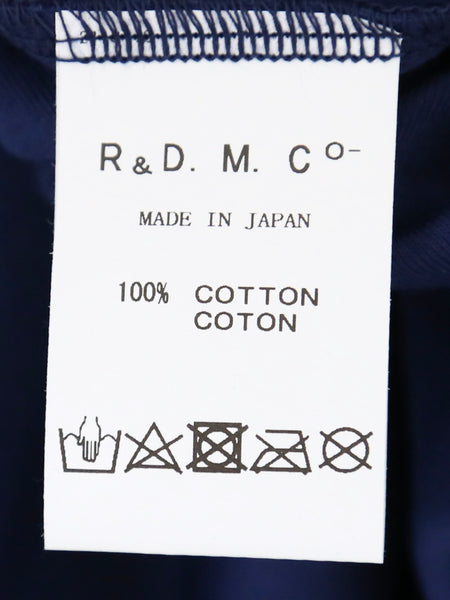 R & D. M. Co-
MADE IN JAPAN
100% COTTON
COTON